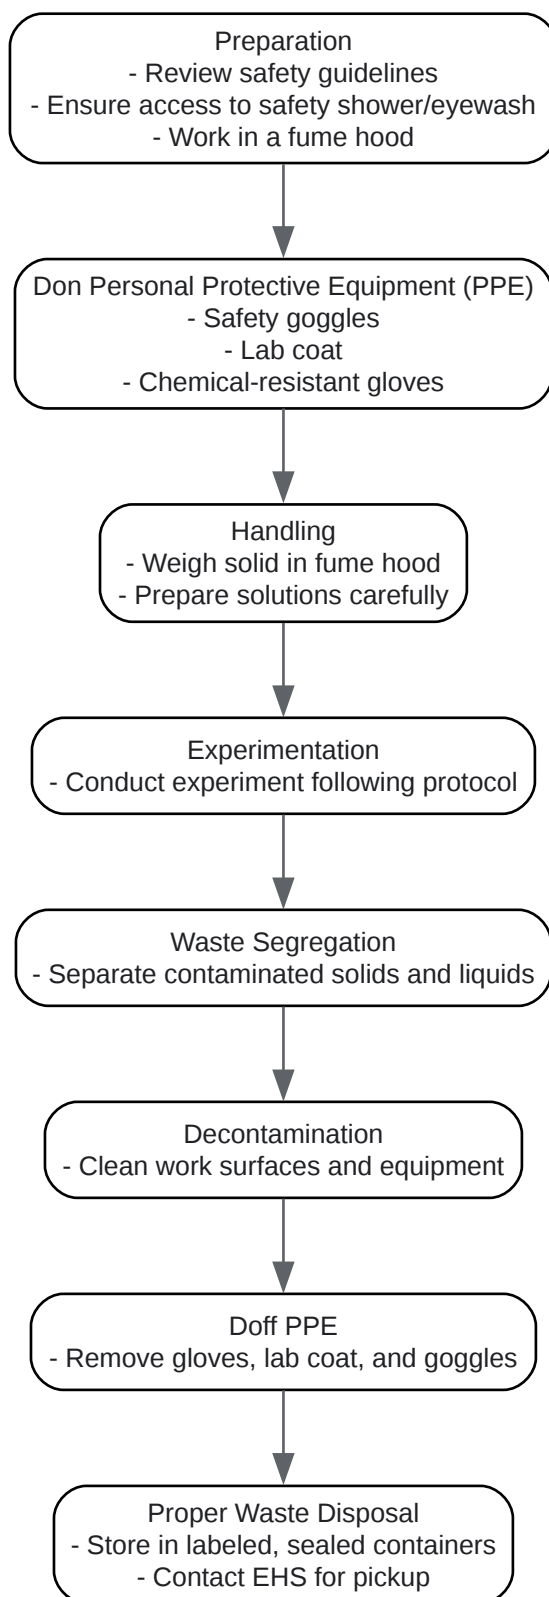 Preparation
- Review safety guidelines
- Ensure access to safety shower/eyewash
- Work in a fume hood
Don Personal Protective Equipment (PPE)
- Safety goggles
- Lab coat
- Chemical-resistant gloves
Handling
- Weigh solid in fume hood
- Prepare solutions carefully
Experimentation
- Conduct experiment following protocol
Waste Segregation
- Separate contaminated solids and liquids
Decontamination
- Clean work surfaces and equipment
Doff PPE
- Remove gloves, lab coat, and goggles
Proper Waste Disposal
- Store in labeled, sealed containers
- Contact EHS for pickup